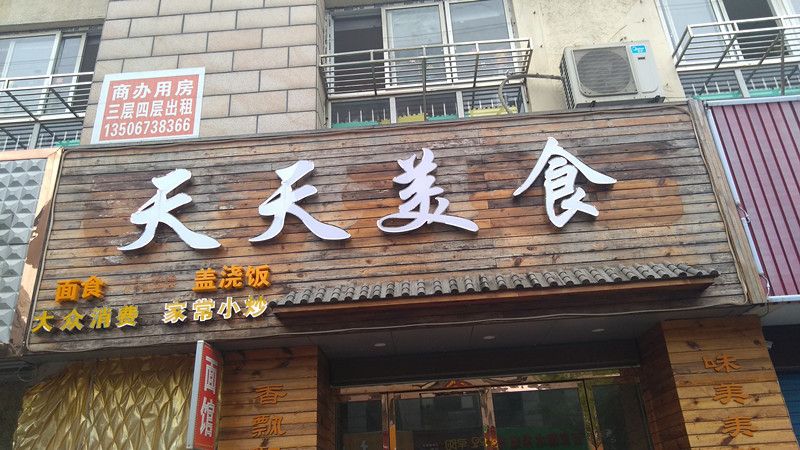 商办用房
三层四层出租
13506738366
天天美食
面食 盖浇饭
大众消费 家常小炒
面馆
香飘
味美美